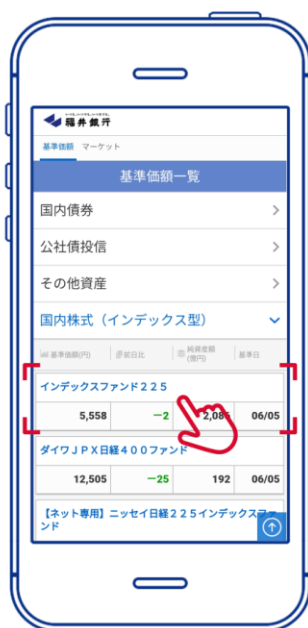 福井銀行
基準価額 マーケット
基準価額一覧
国内債券
公社債投信
その他資産
国内株式（インデックス型）
基準価額(円) 前日比 純資産額(億円) 基準日
インデックスファンド２２５
5,558 −2 2,085 06/05
ダイワＪＰＸ日経４００ファンド
12,505 −25 192 06/05
【ネット専用】ニッセイ日経２２５インデックスファ
ンド